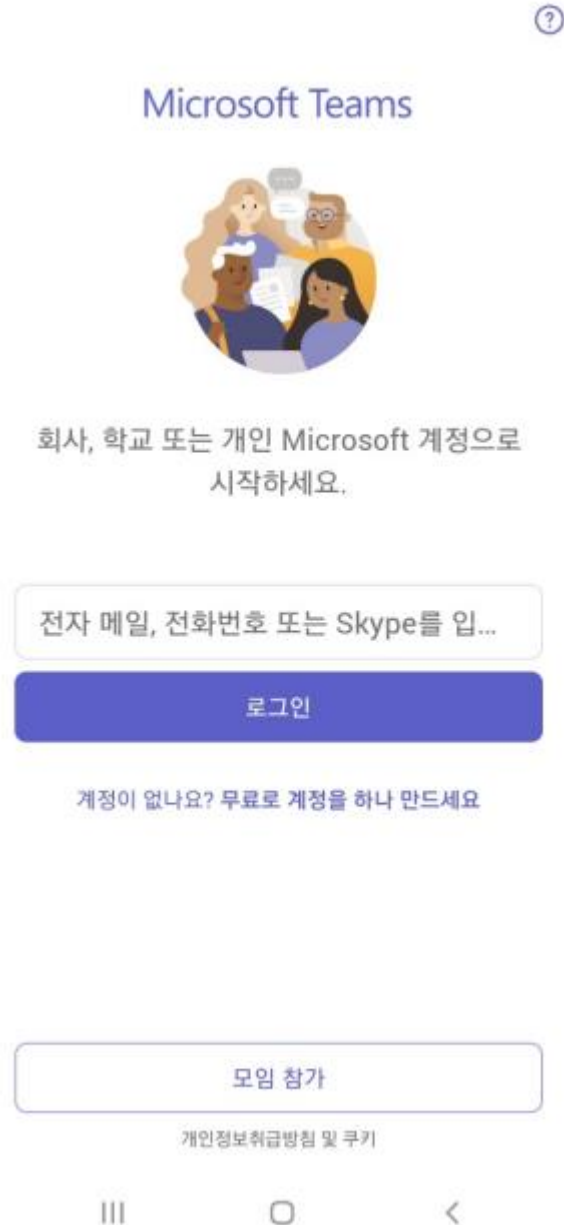 Microsoft Teams
회사, 학교 또는 개인 Microsoft 계정으로
시작하세요.
전자 메일, 전화번호 또는 Skype를 입...
로그인
계정이 없나요? 무료로 계정을 하나 만드세요
모임 참가
개인정보취급방침 및 쿠키